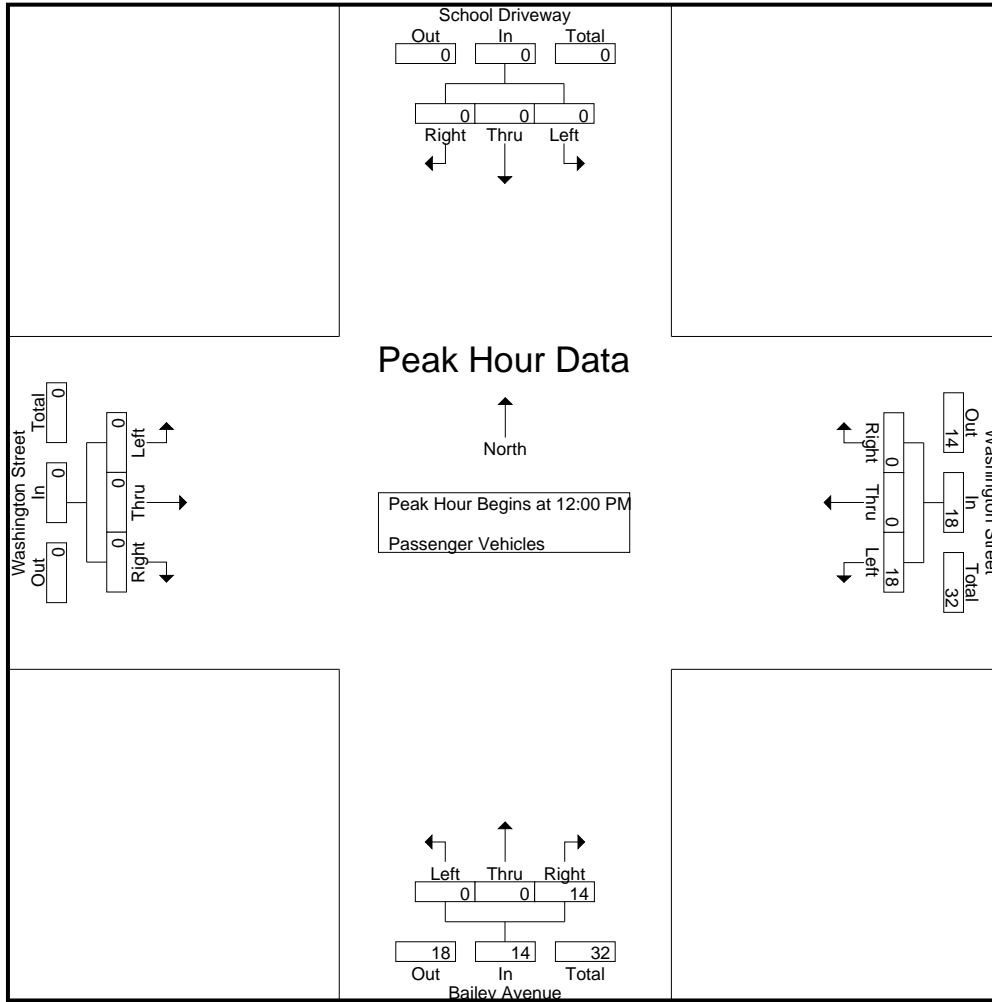 School Driveway
Out In Total
0 0 0
0 0 0
Right Thru Left
Peak Hour Data
North
Peak Hour Begins at 12:00 PM
Passenger Vehicles
Washington Street
Total In Out
0 0 0
0 0 0
Left Thru Right
Washington Street
Out In Total
14 18 32
Right Thru Left
0 0 18
Left Thru Right
0 0 14
18 14 32
Out In Total
Bailey Avenue